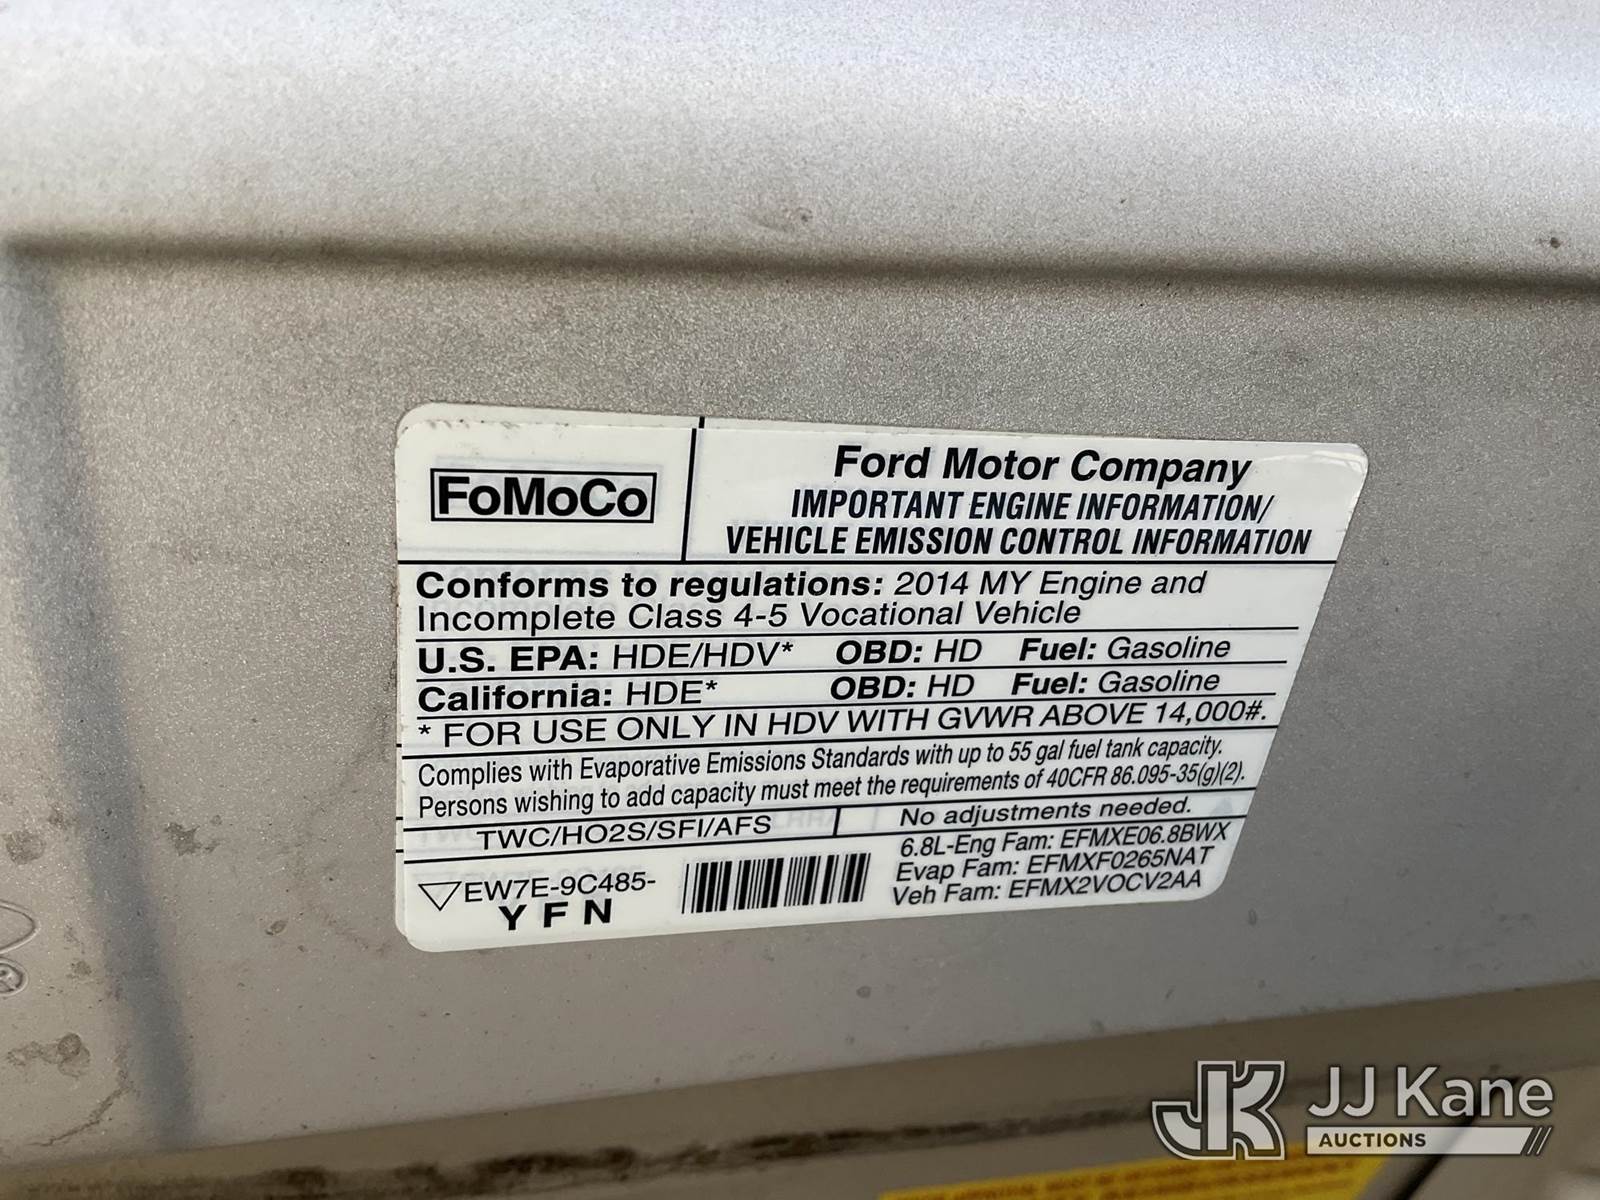 FoMoCo
Ford Motor Company
IMPORTANT ENGINE INFORMATION/
VEHICLE EMISSION CONTROL INFORMATION
Conforms to regulations: 2014 MY Engine and
Incomplete Class 4-5 Vocational Vehicle
U.S. EPA: HDE/HDV* OBD: HD Fuel: Gasoline
California: HDE* OBD: HD Fuel: Gasoline
* FOR USE ONLY IN HDV WITH GVWR ABOVE 14,000#.
Complies with Evaporative Emissions Standards with up to 55 gal fuel tank capacity.
Persons wishing to add capacity must meet the requirements of 40CFR 86.095-35(g)(2).
TWC/HO2S/SFI/AFS
No adjustments needed.
6.8L-Eng Fam: EFMXE06.8BWX
Evap Fam: EFMXF0265NAT
Veh Fam: EFMX2VOCV2AA
EW7E-9C485-
Y F N
JK JJ Kane
AUCTIONS